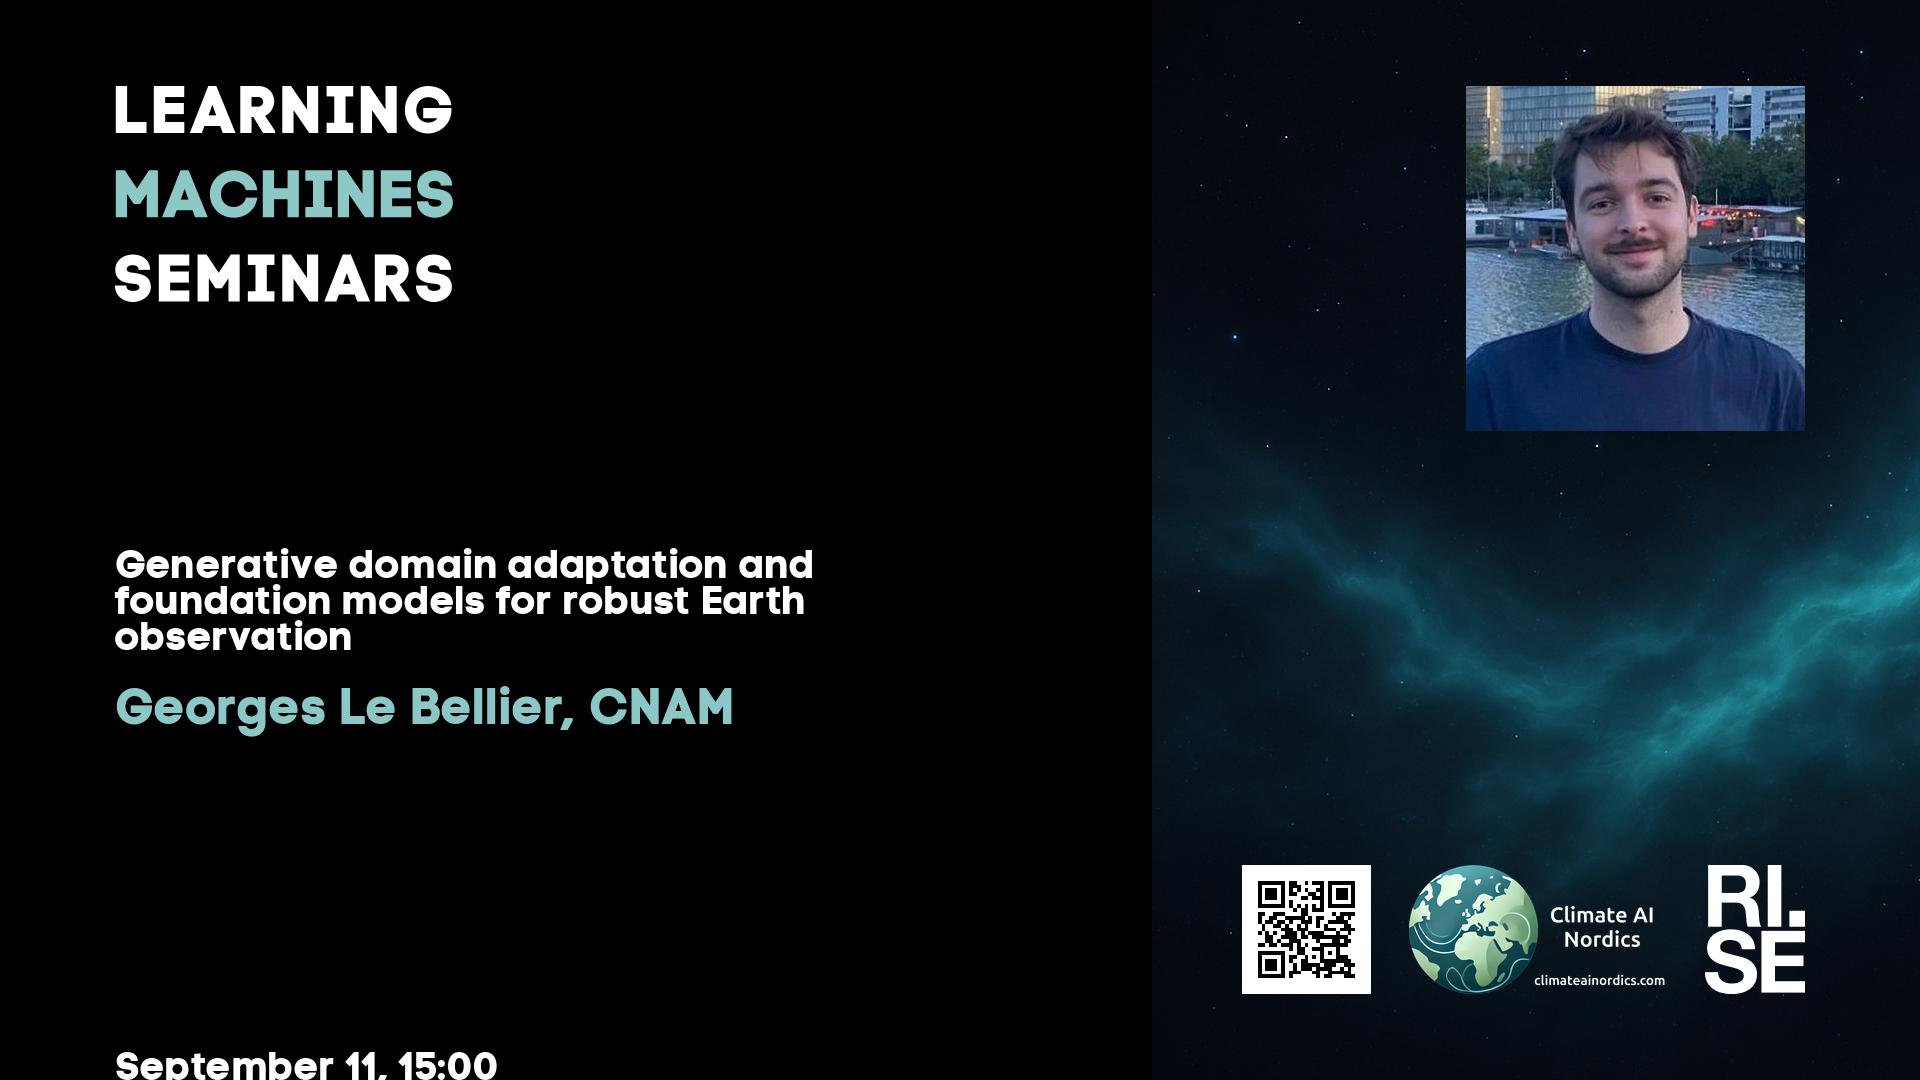 LEARNING
MACHINES
SEMINARS
Generative domain adaptation and
foundation models for robust Earth
observation
Georges Le Bellier, CNAM
September 11, 15:00
Climate AI
Nordics
climateainordics.com
RI.
SE